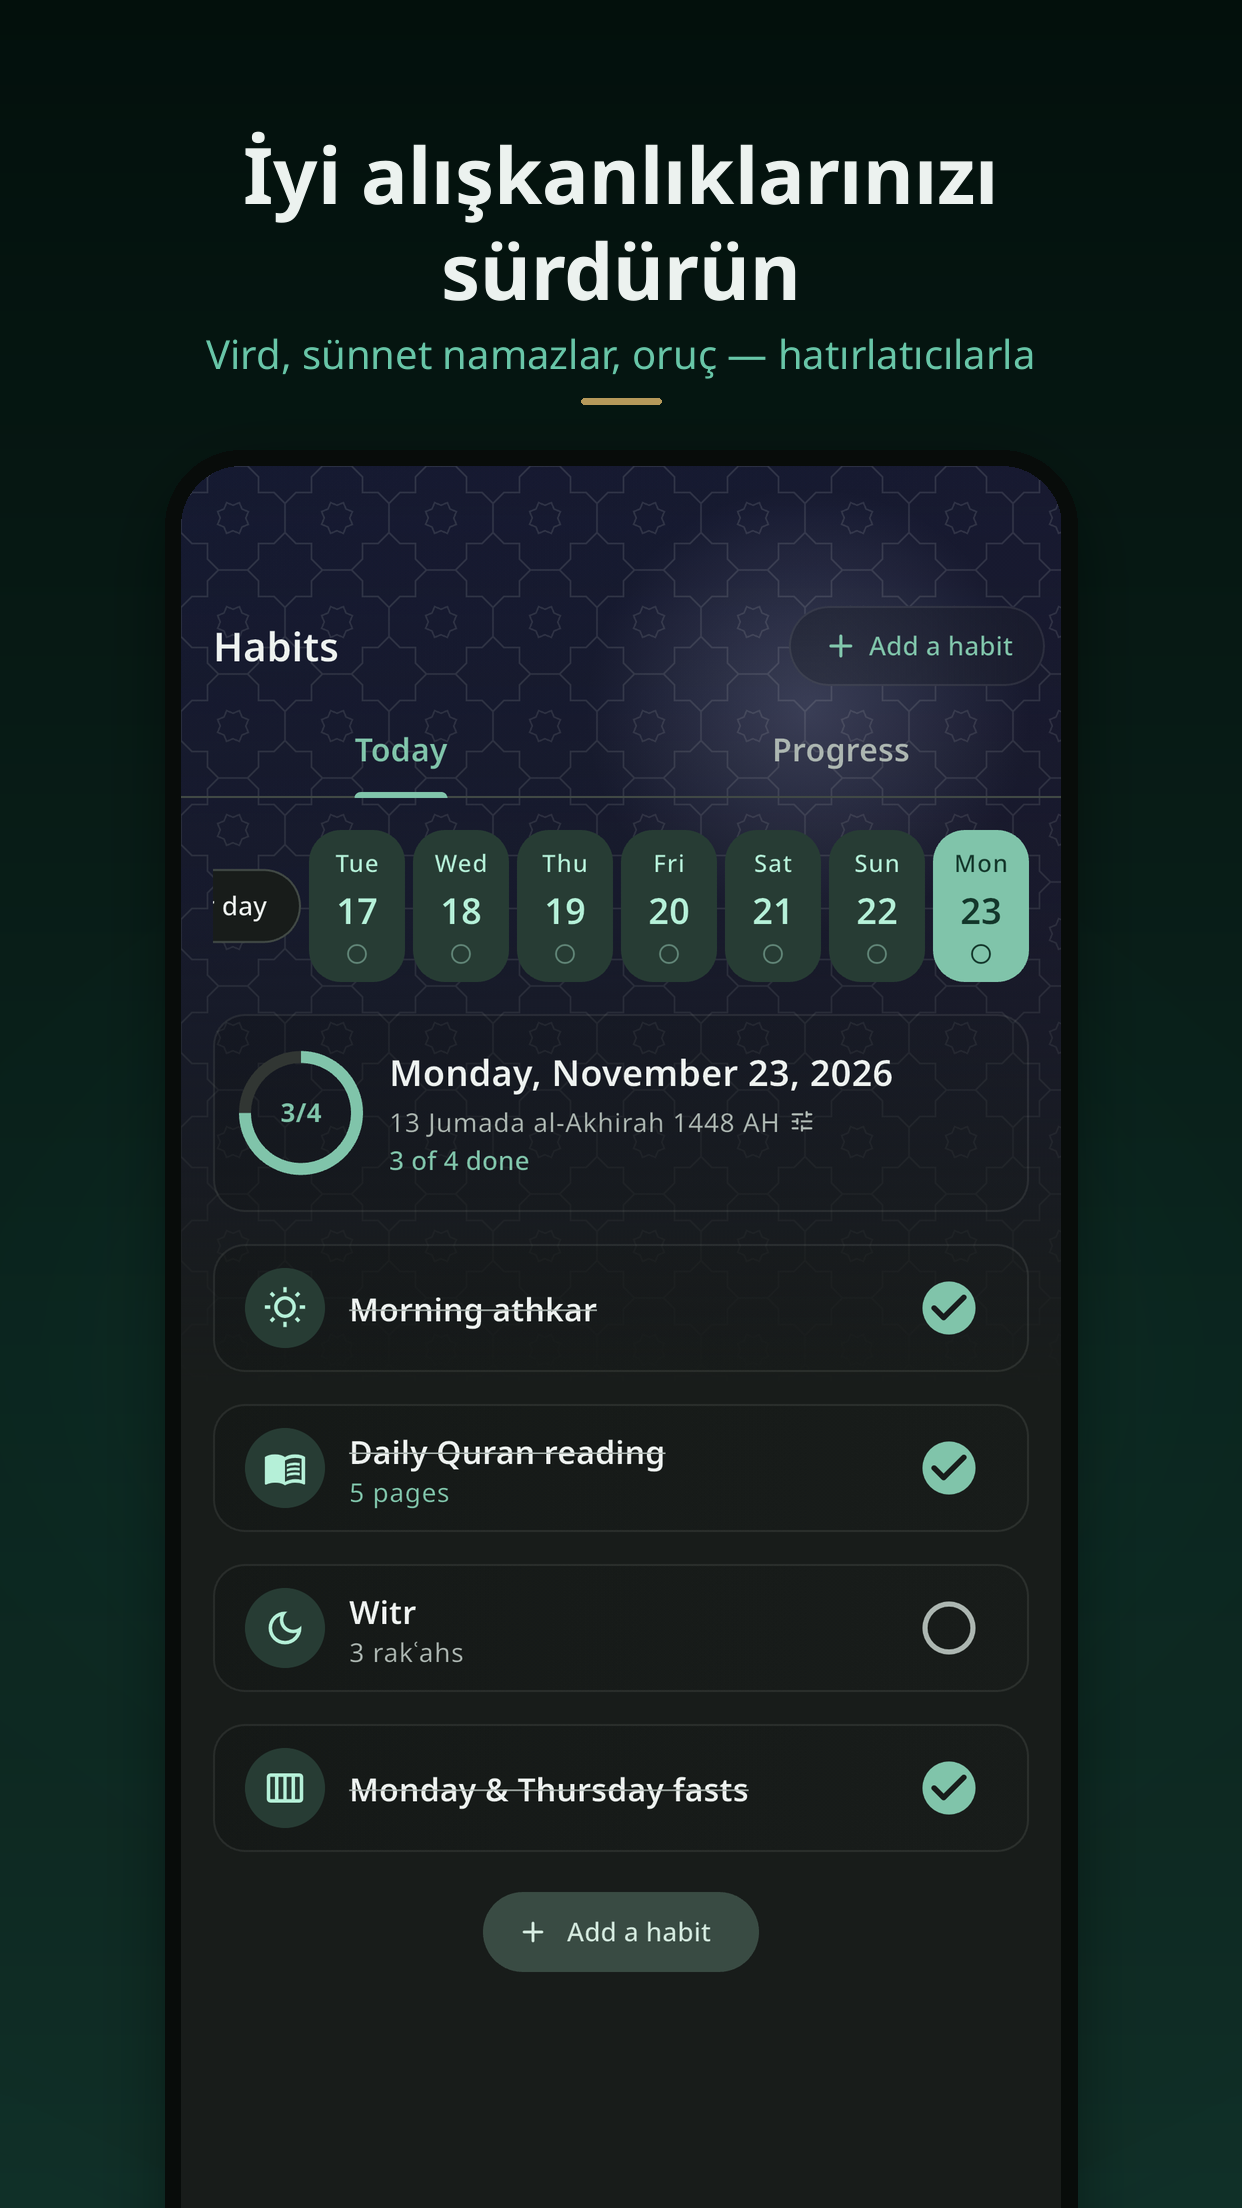 İyi alışkanlıklarınızı
sürdürün
Vird, sünnet namazlar, oruç — hatırlatıcılarla
Habits
+ Add a habit
Today
Progress
day
Tue
17
Wed
18
Thu
19
Fri
20
Sat
21
Sun
22
Mon
23
3/4
Monday, November 23, 2026
13 Jumada al-Akhirah 1448 AH
3 of 4 done
Morning athkar
Daily Quran reading
5 pages
Witr
3 rakʿahs
Monday & Thursday fasts
+ Add a habit